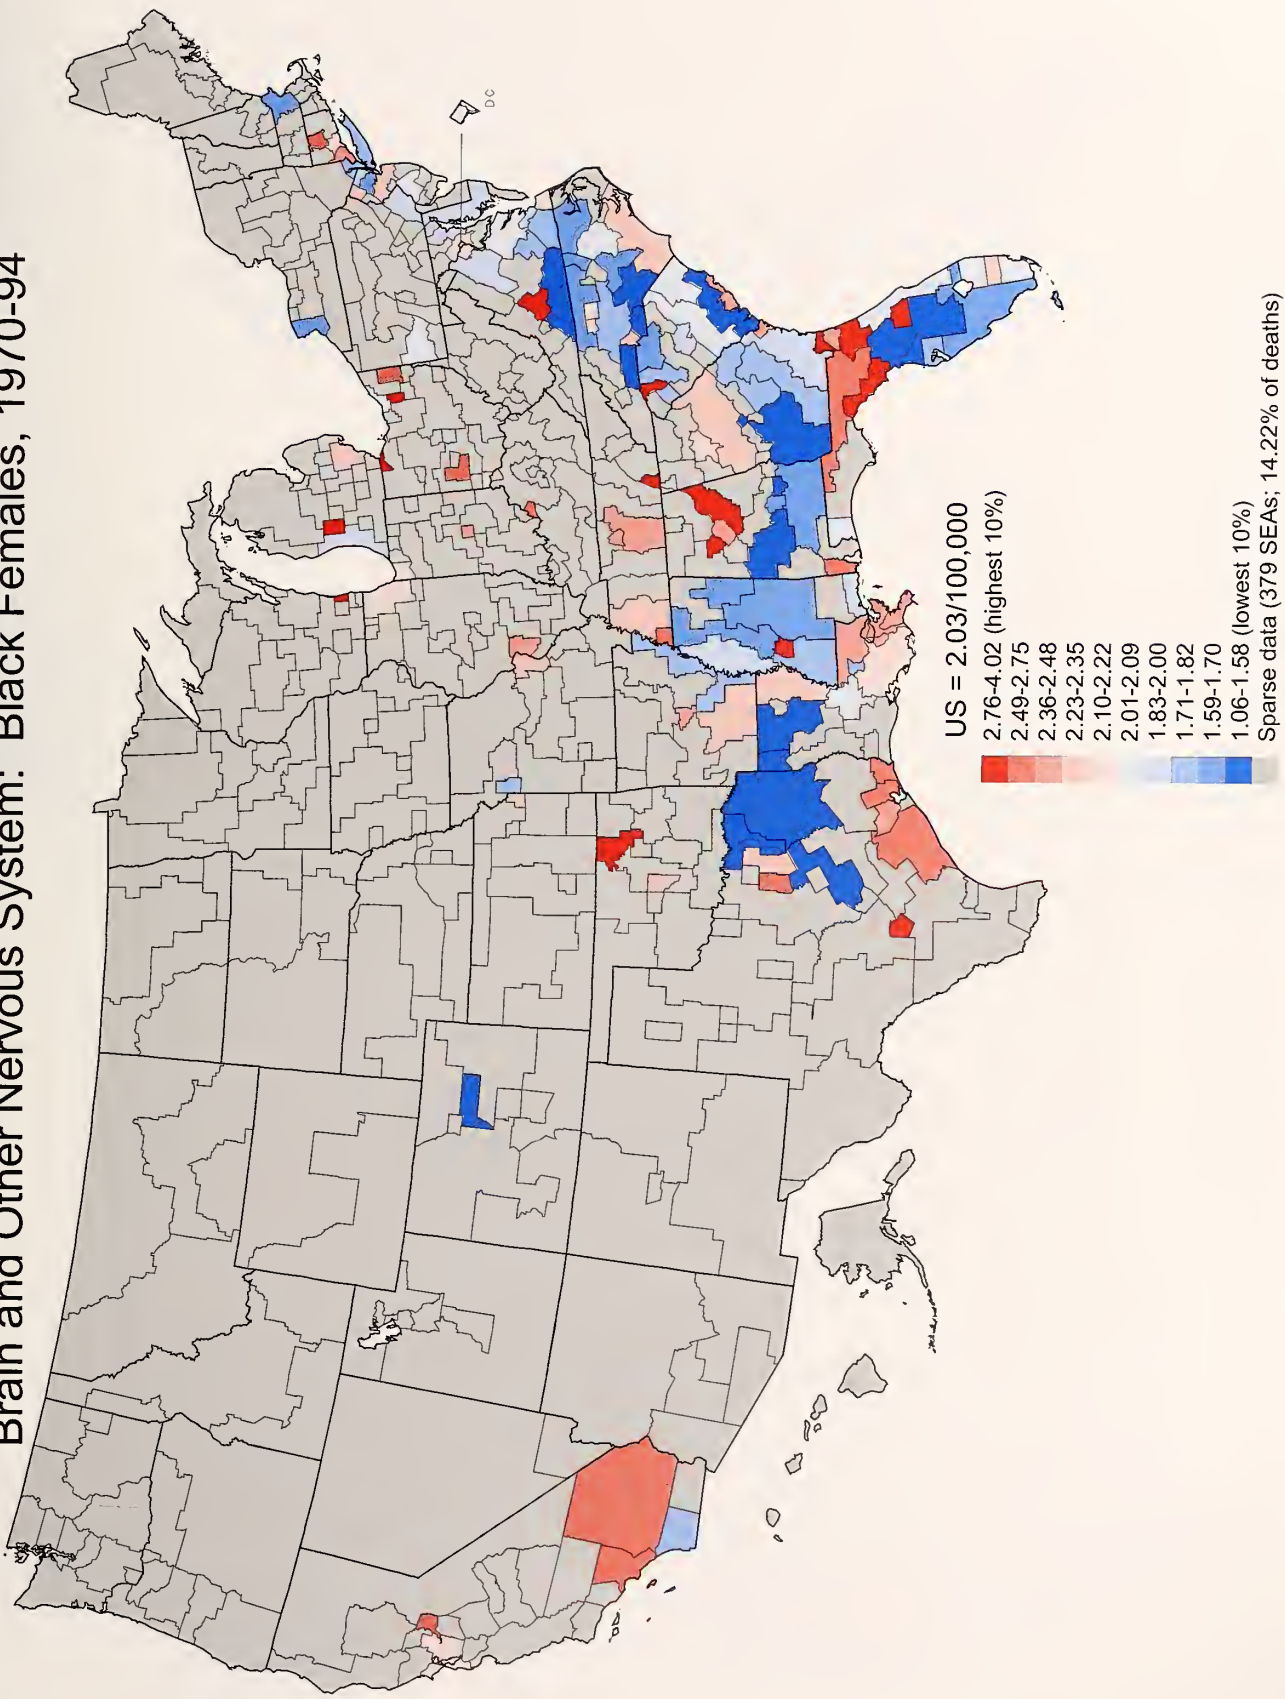 Brain and Other Nervous System: Black Females, 1970-94
DC
US = 2.03/100,000
2.76-4.02 (highest 10%)
2.49-2.75
2.36-2.48
2.23-2.35
2.10-2.22
2.01-2.09
1.83-2.00
1.71-1.82
1.59-1.70
1.06-1.58 (lowest 10%)
Sparse data (379 SEAs; 14.22% of deaths)